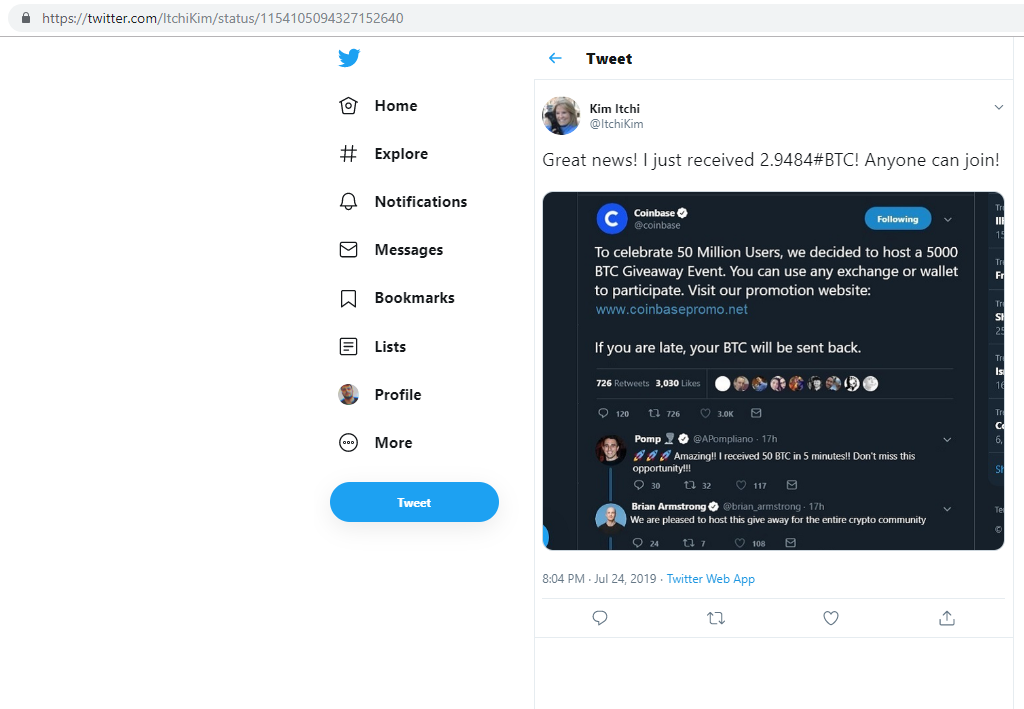 https://twitter.com/ItchiKim/status/1154105094327152640
Home
Explore
Notifications
Messages
Bookmarks
Lists
Profile
More
Tweet
Tweet
Kim Itchi
@ItchiKim
Great news! I just received 2.9484#BTC! Anyone can join!
Coinbase
@coinbase
Following
To celebrate 50 Million Users, we decided to host a 5000
BTC Giveaway Event. You can use any exchange or wallet
to participate. Visit our promotion website:
www.coinbasepromo.net
If you are late, your BTC will be sent back.
726 Retweets 3,030 Likes
120 726 3.0K
Pomp @APompliano · 17h
🚀🚀🚀 Amazing!! I received 50 BTC in 5 minutes!! Don't miss this
opportunity!!!
30 32 117
Brian Armstrong @brian_armstrong · 17h
We are pleased to host this give away for the entire crypto community
24 7 108
8:04 PM · Jul 24, 2019 · Twitter Web App